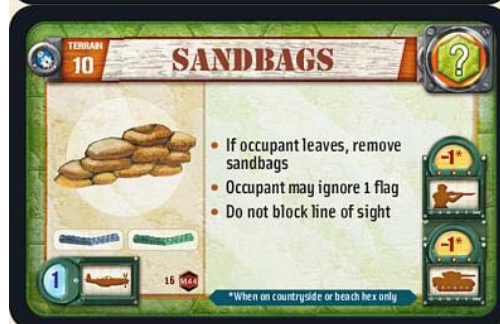 TERRAIN
10
SANDBAGS
?
• If occupant leaves, remove
sandbags
• Occupant may ignore 1 flag
• Do not block line of sight
-1*
-1*
1
16 M44
*When on countryside or beach hex only